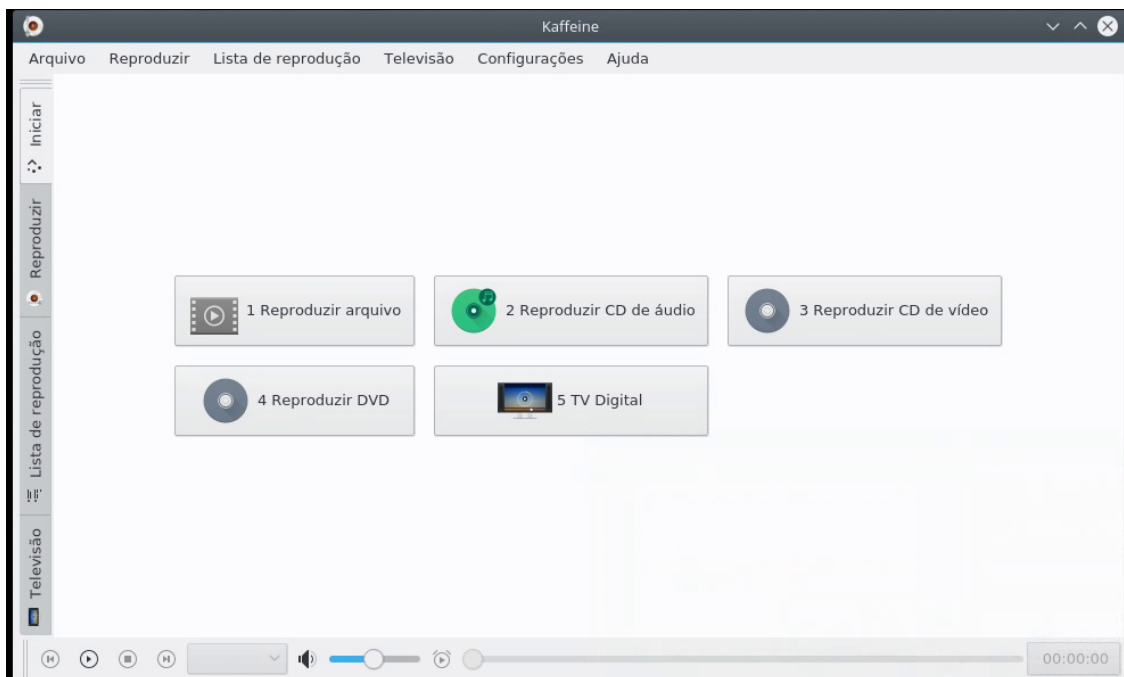 Kaffeine
Arquivo Reproduzir Lista de reprodução Televisão Configurações Ajuda
Iniciar
Reproduzir
Lista de reprodução
Televisão
1 Reproduzir arquivo
2 Reproduzir CD de áudio
3 Reproduzir CD de vídeo
4 Reproduzir DVD
5 TV Digital
00:00:00